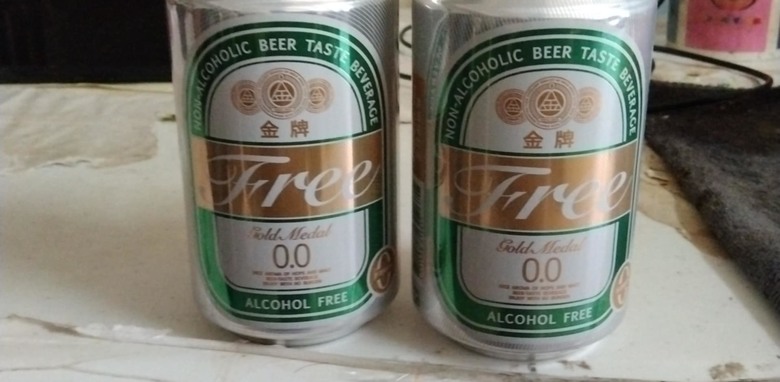 NON-ALCOHOLIC BEER TASTE BEVERAGE
金牌
Free
Gold Medal
0.0
ALCOHOL FREE
NON-ALCOHOLIC BEER TASTE BEVERAGE
金牌
Free
Gold Medal
0.0
ALCOHOL FREE